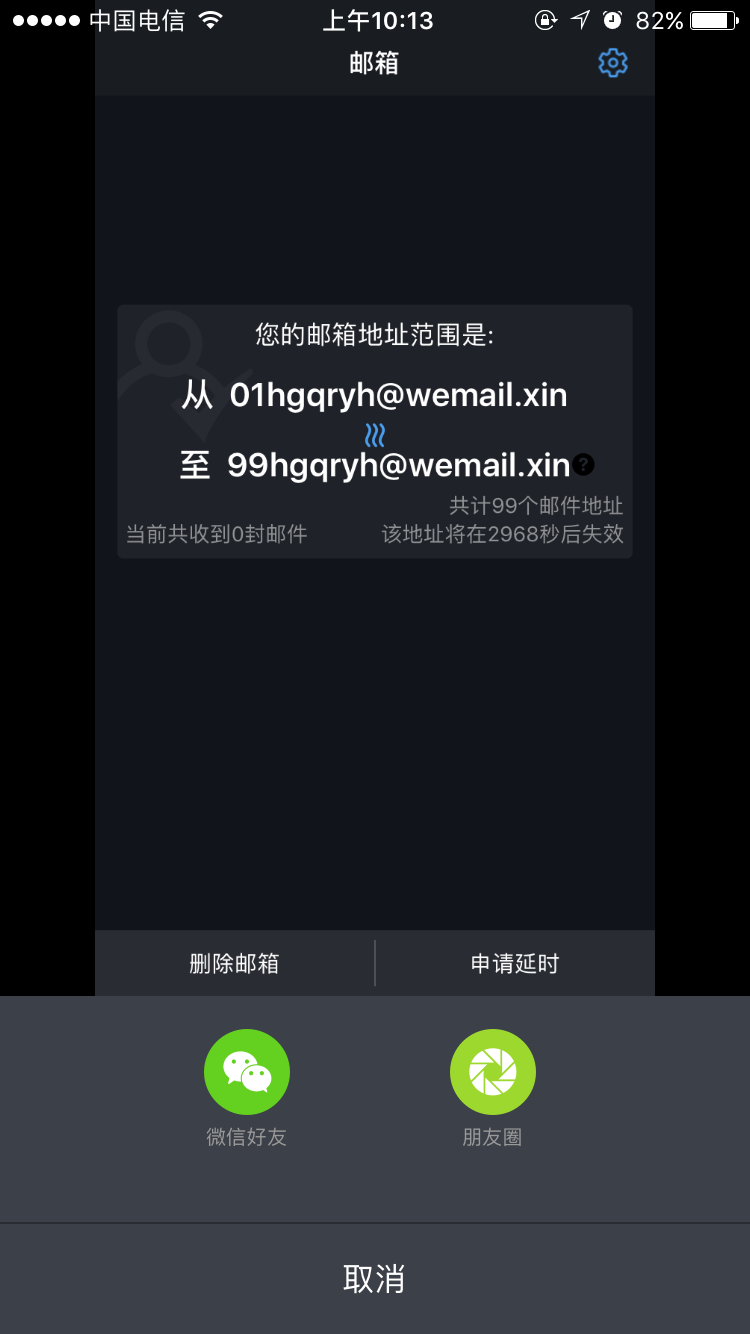 中国电信 上午10:13 82%
邮箱
您的邮箱地址范围是:
从 01hgqryh@wemail.xin
至 99hgqryh@wemail.xin ?
共计99个邮件地址
当前共收到0封邮件 该地址将在2968秒后失效
删除邮箱 申请延时
微信好友 朋友圈
取消